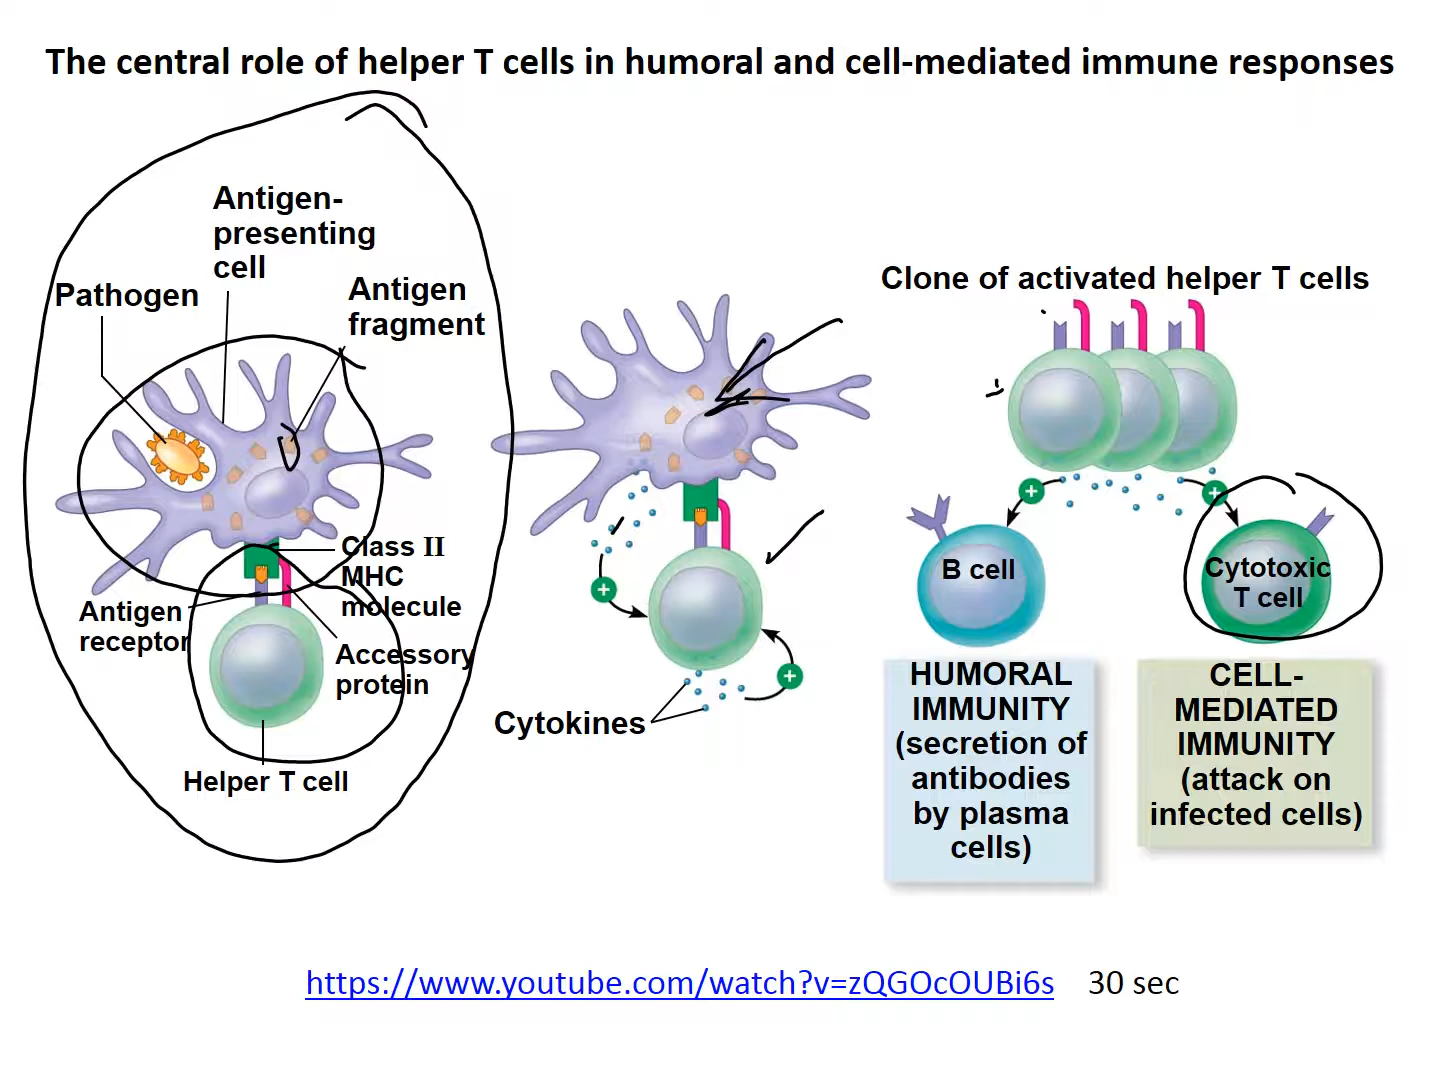 The central role of helper T cells in humoral and cell-mediated immune responses
Antigen-
presenting
cell
Pathogen
Antigen
fragment
Class II
MHC
molecule
Antigen
receptor
Accessory
protein
Helper T cell
Cytokines
+
+
Clone of activated helper T cells
+
+
B cell
Cytotoxic
T cell
HUMORAL
IMMUNITY
(secretion of
antibodies
by plasma
cells)
CELL-
MEDIATED
IMMUNITY
(attack on
infected cells)
https://www.youtube.com/watch?v=zQGOcOUBi6s 30 sec